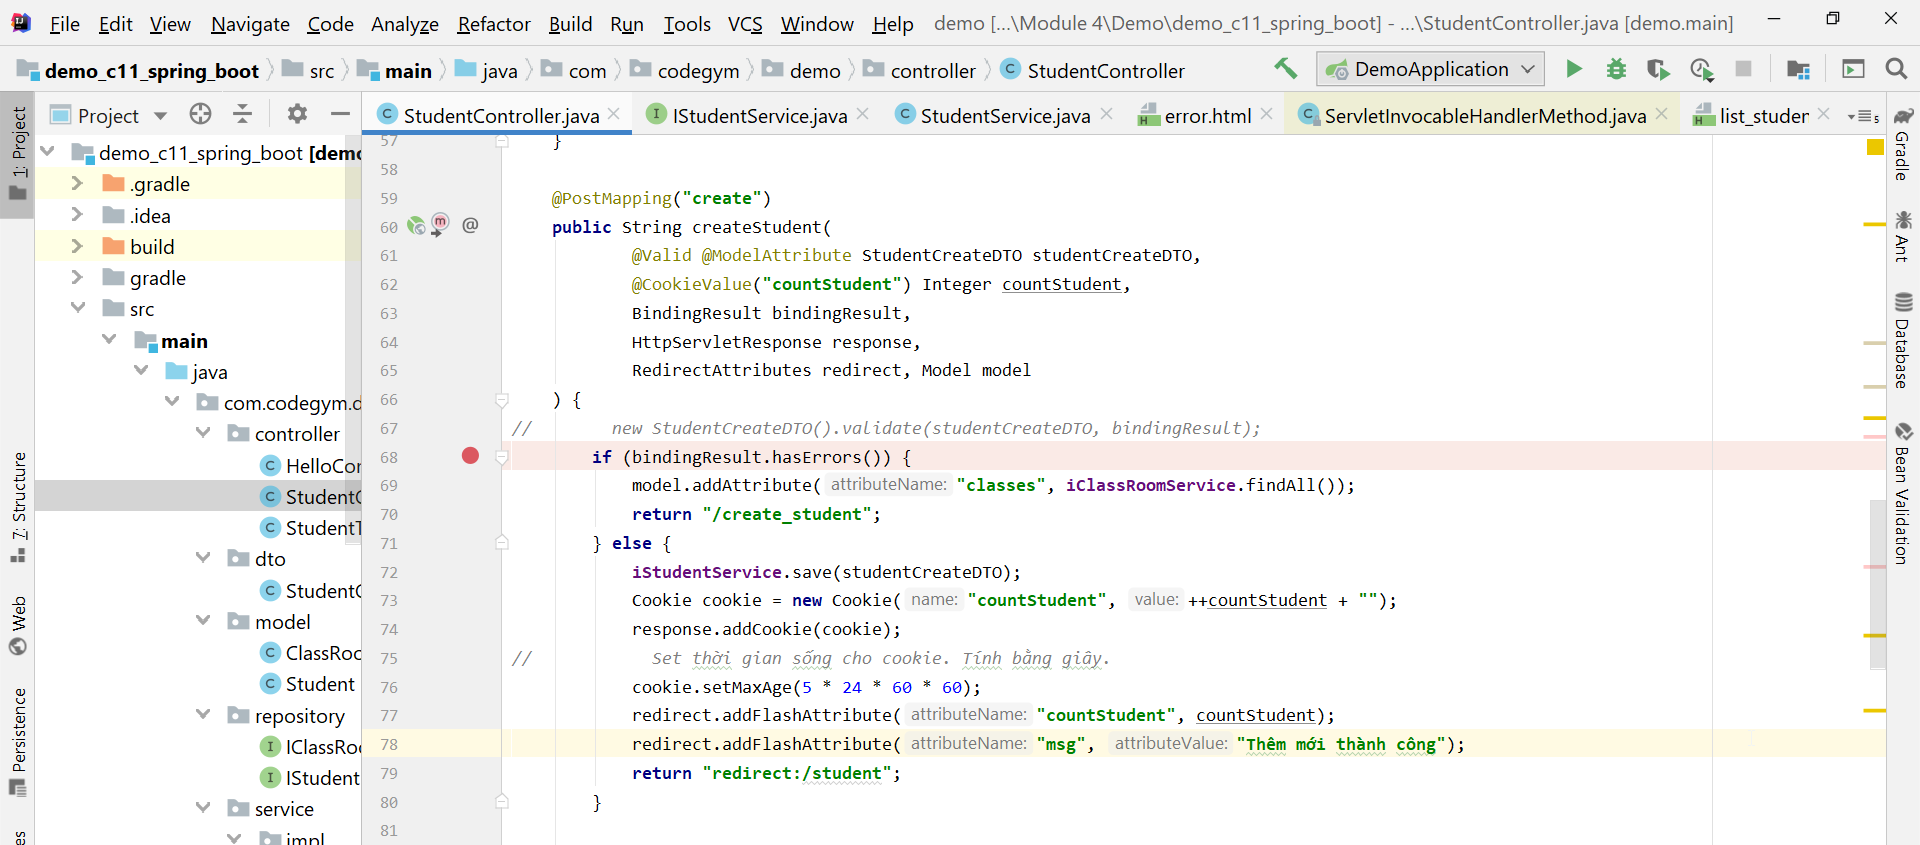 File Edit View Navigate Code Analyze Refactor Build Run Tools VCS Window Help demo [...\Module 4\Demo\demo_c11_spring_boot] - ...\StudentController.java [demo.main]
demo_c11_spring_boot src main java com codegym demo controller StudentController DemoApplication
Project StudentController.java IStudentService.java StudentService.java error.html ServletInvocableHandlerMethod.java list_studen 5
1: Project
7: Structure
Web
Persistence
es
demo_c11_spring_boot [demo
.gradle
.idea
build
gradle
src
main
java
com.codegym.d
controller
HelloCon
StudentC
StudentT
dto
StudentC
model
ClassRoo
Student
repository
IClassRoo
IStudent
service
impl
57 }
58
59 @PostMapping("create")
60 @ public String createStudent(
61 @Valid @ModelAttribute StudentCreateDTO studentCreateDTO,
62 @CookieValue("countStudent") Integer countStudent,
63 BindingResult bindingResult,
64 HttpServletResponse response,
65 RedirectAttributes redirect, Model model
66 ) {
67 // new StudentCreateDTO().validate(studentCreateDTO, bindingResult);
68 if (bindingResult.hasErrors()) {
69 model.addAttribute( attributeName: "classes", iClassRoomService.findAll());
70 return "/create_student";
71 } else {
72 iStudentService.save(studentCreateDTO);
73 Cookie cookie = new Cookie( name: "countStudent", value: ++countStudent + "");
74 response.addCookie(cookie);
75 // Set thời gian sống cho cookie. Tính bằng giây.
76 cookie.setMaxAge(5 * 24 * 60 * 60);
77 redirect.addFlashAttribute( attributeName: "countStudent", countStudent);
78 redirect.addFlashAttribute( attributeName: "msg", attributeValue: "Thêm mới thành công");
79 return "redirect:/student";
80 }
81
Gradle
Ant
Database
Bean Validation